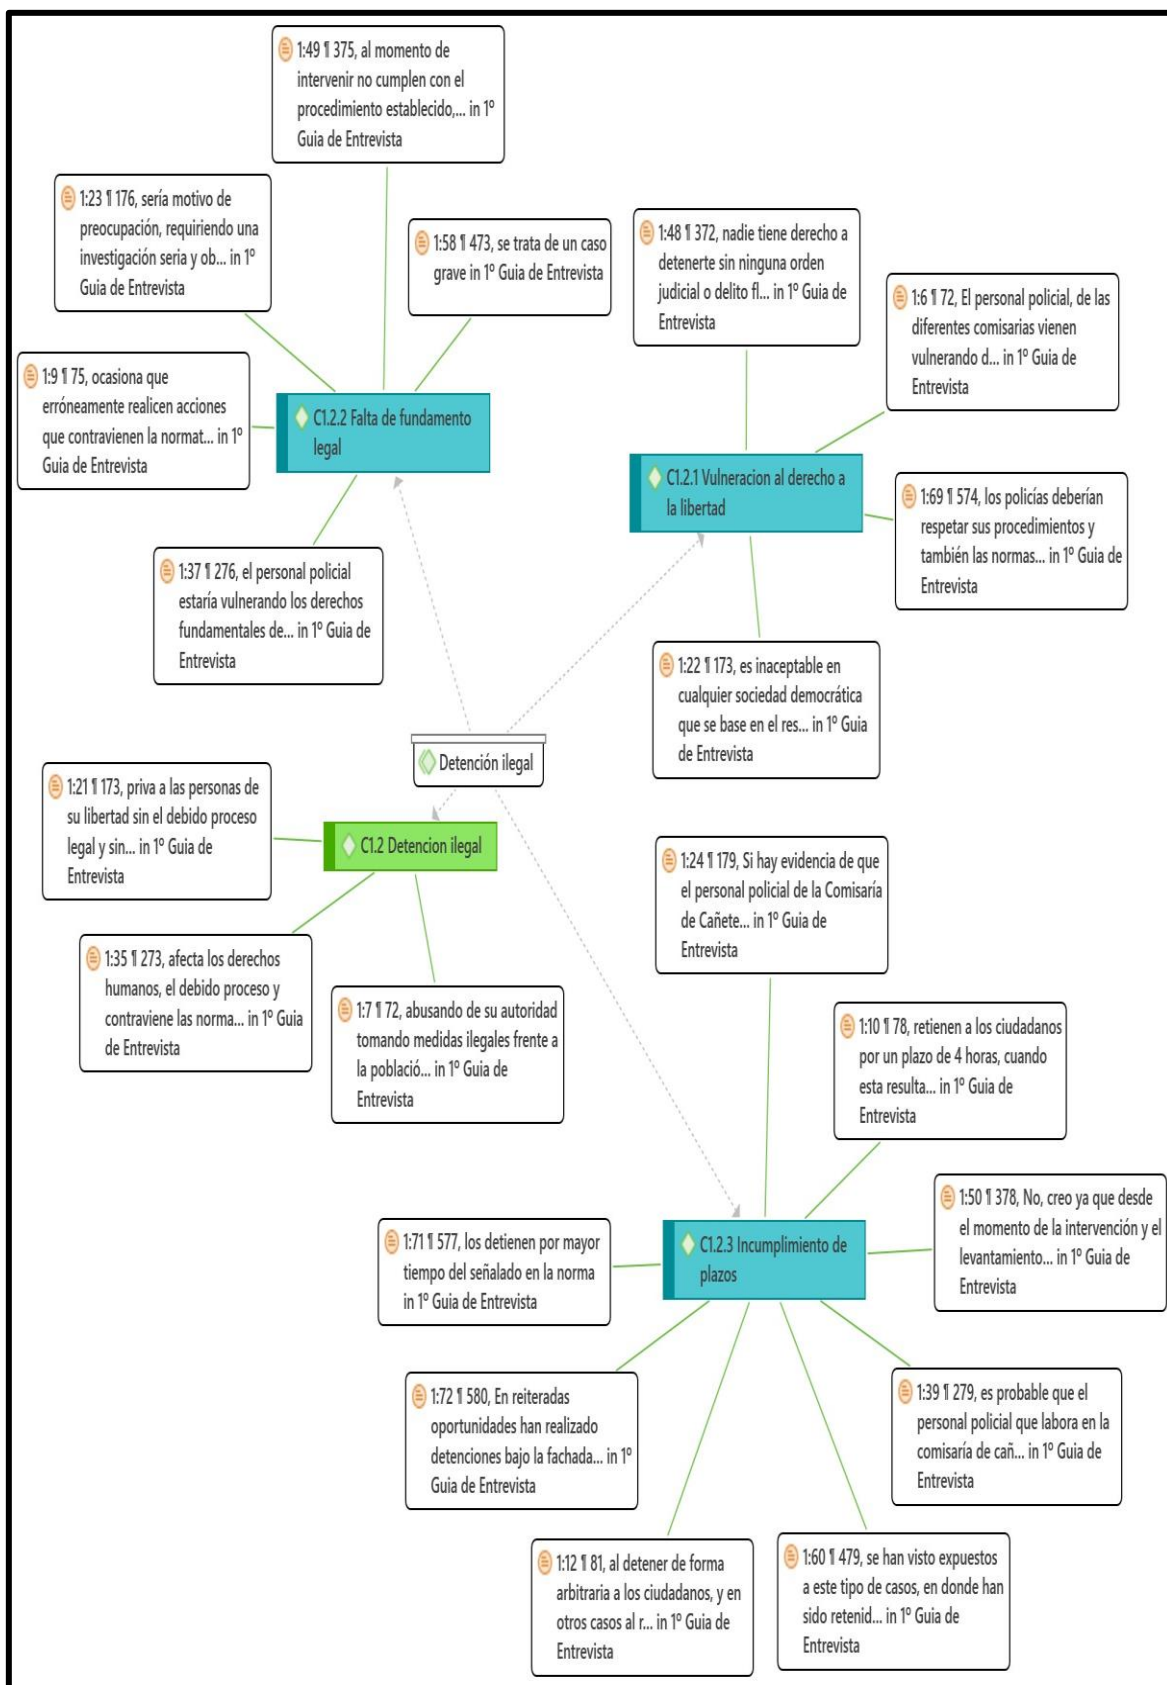 1:49 ¶ 375, al momento de
intervenir no cumplen con el
procedimiento establecido,... in 1º
Guia de Entrevista
1:23 ¶ 176, sería motivo de
preocupación, requiriendo una
investigación seria y ob... in 1º
Guia de Entrevista
1:58 ¶ 473, se trata de un caso
grave in 1º Guia de Entrevista
1:9 ¶ 75, ocasiona que
erróneamente realicen acciones
que contravienen la normat... in 1º
Guia de Entrevista
C1.2.2 Falta de fundamento
legal
1:37 ¶ 276, el personal policial
estaría vulnerando los derechos
fundamentales de... in 1º Guia de
Entrevista
1:48 ¶ 372, nadie tiene derecho a
detenerte sin ninguna orden
judicial o delito fl... in 1º Guia de
Entrevista
1:6 ¶ 72, El personal policial, de las
diferentes comisarias vienen
vulnerando d... in 1º Guia de
Entrevista
C1.2.1 Vulneracion al derecho a
la libertad
1:69 ¶ 574, los policías deberían
respetar sus procedimientos y
también las normas... in 1º Guia de
Entrevista
1:22 ¶ 173, es inaceptable en
cualquier sociedad democrática
que se base en el res... in 1º Guia
de Entrevista
Detención ilegal
1:21 ¶ 173, priva a las personas de
su libertad sin el debido proceso
legal y sin... in 1º Guia de
Entrevista
C1.2 Detencion ilegal
1:35 ¶ 273, afecta los derechos
humanos, el debido proceso y
contraviene las norma... in 1º Guia
de Entrevista
1:7 ¶ 72, abusando de su autoridad
tomando medidas ilegales frente a
la població... in 1º Guia de
Entrevista
1:24 ¶ 179, Si hay evidencia de que
el personal policial de la Comisaría
de Cañete... in 1º Guia de
Entrevista
1:10 ¶ 78, retienen a los ciudadanos
por un plazo de 4 horas, cuando
esta resulta... in 1º Guia de
Entrevista
1:50 ¶ 378, No, creo ya que desde
el momento de la intervención y el
levantamiento... in 1º Guia de
Entrevista
C1.2.3 Incumplimiento de
plazos
1:71 ¶ 577, los detienen por mayor
tiempo del señalado en la norma
in 1º Guia de Entrevista
1:72 ¶ 580, En reiteradas
oportunidades han realizado
detenciones bajo la fachada... in 1º
Guia de Entrevista
1:39 ¶ 279, es probable que el
personal policial que labora en la
comisaría de cañ... in 1º Guia de
Entrevista
1:12 ¶ 81, al detener de forma
arbitraria a los ciudadanos, y en
otros casos al r... in 1º Guia de
Entrevista
1:60 ¶ 479, se han visto expuestos
a este tipo de casos, en donde han
sido retenid... in 1º Guia de
Entrevista